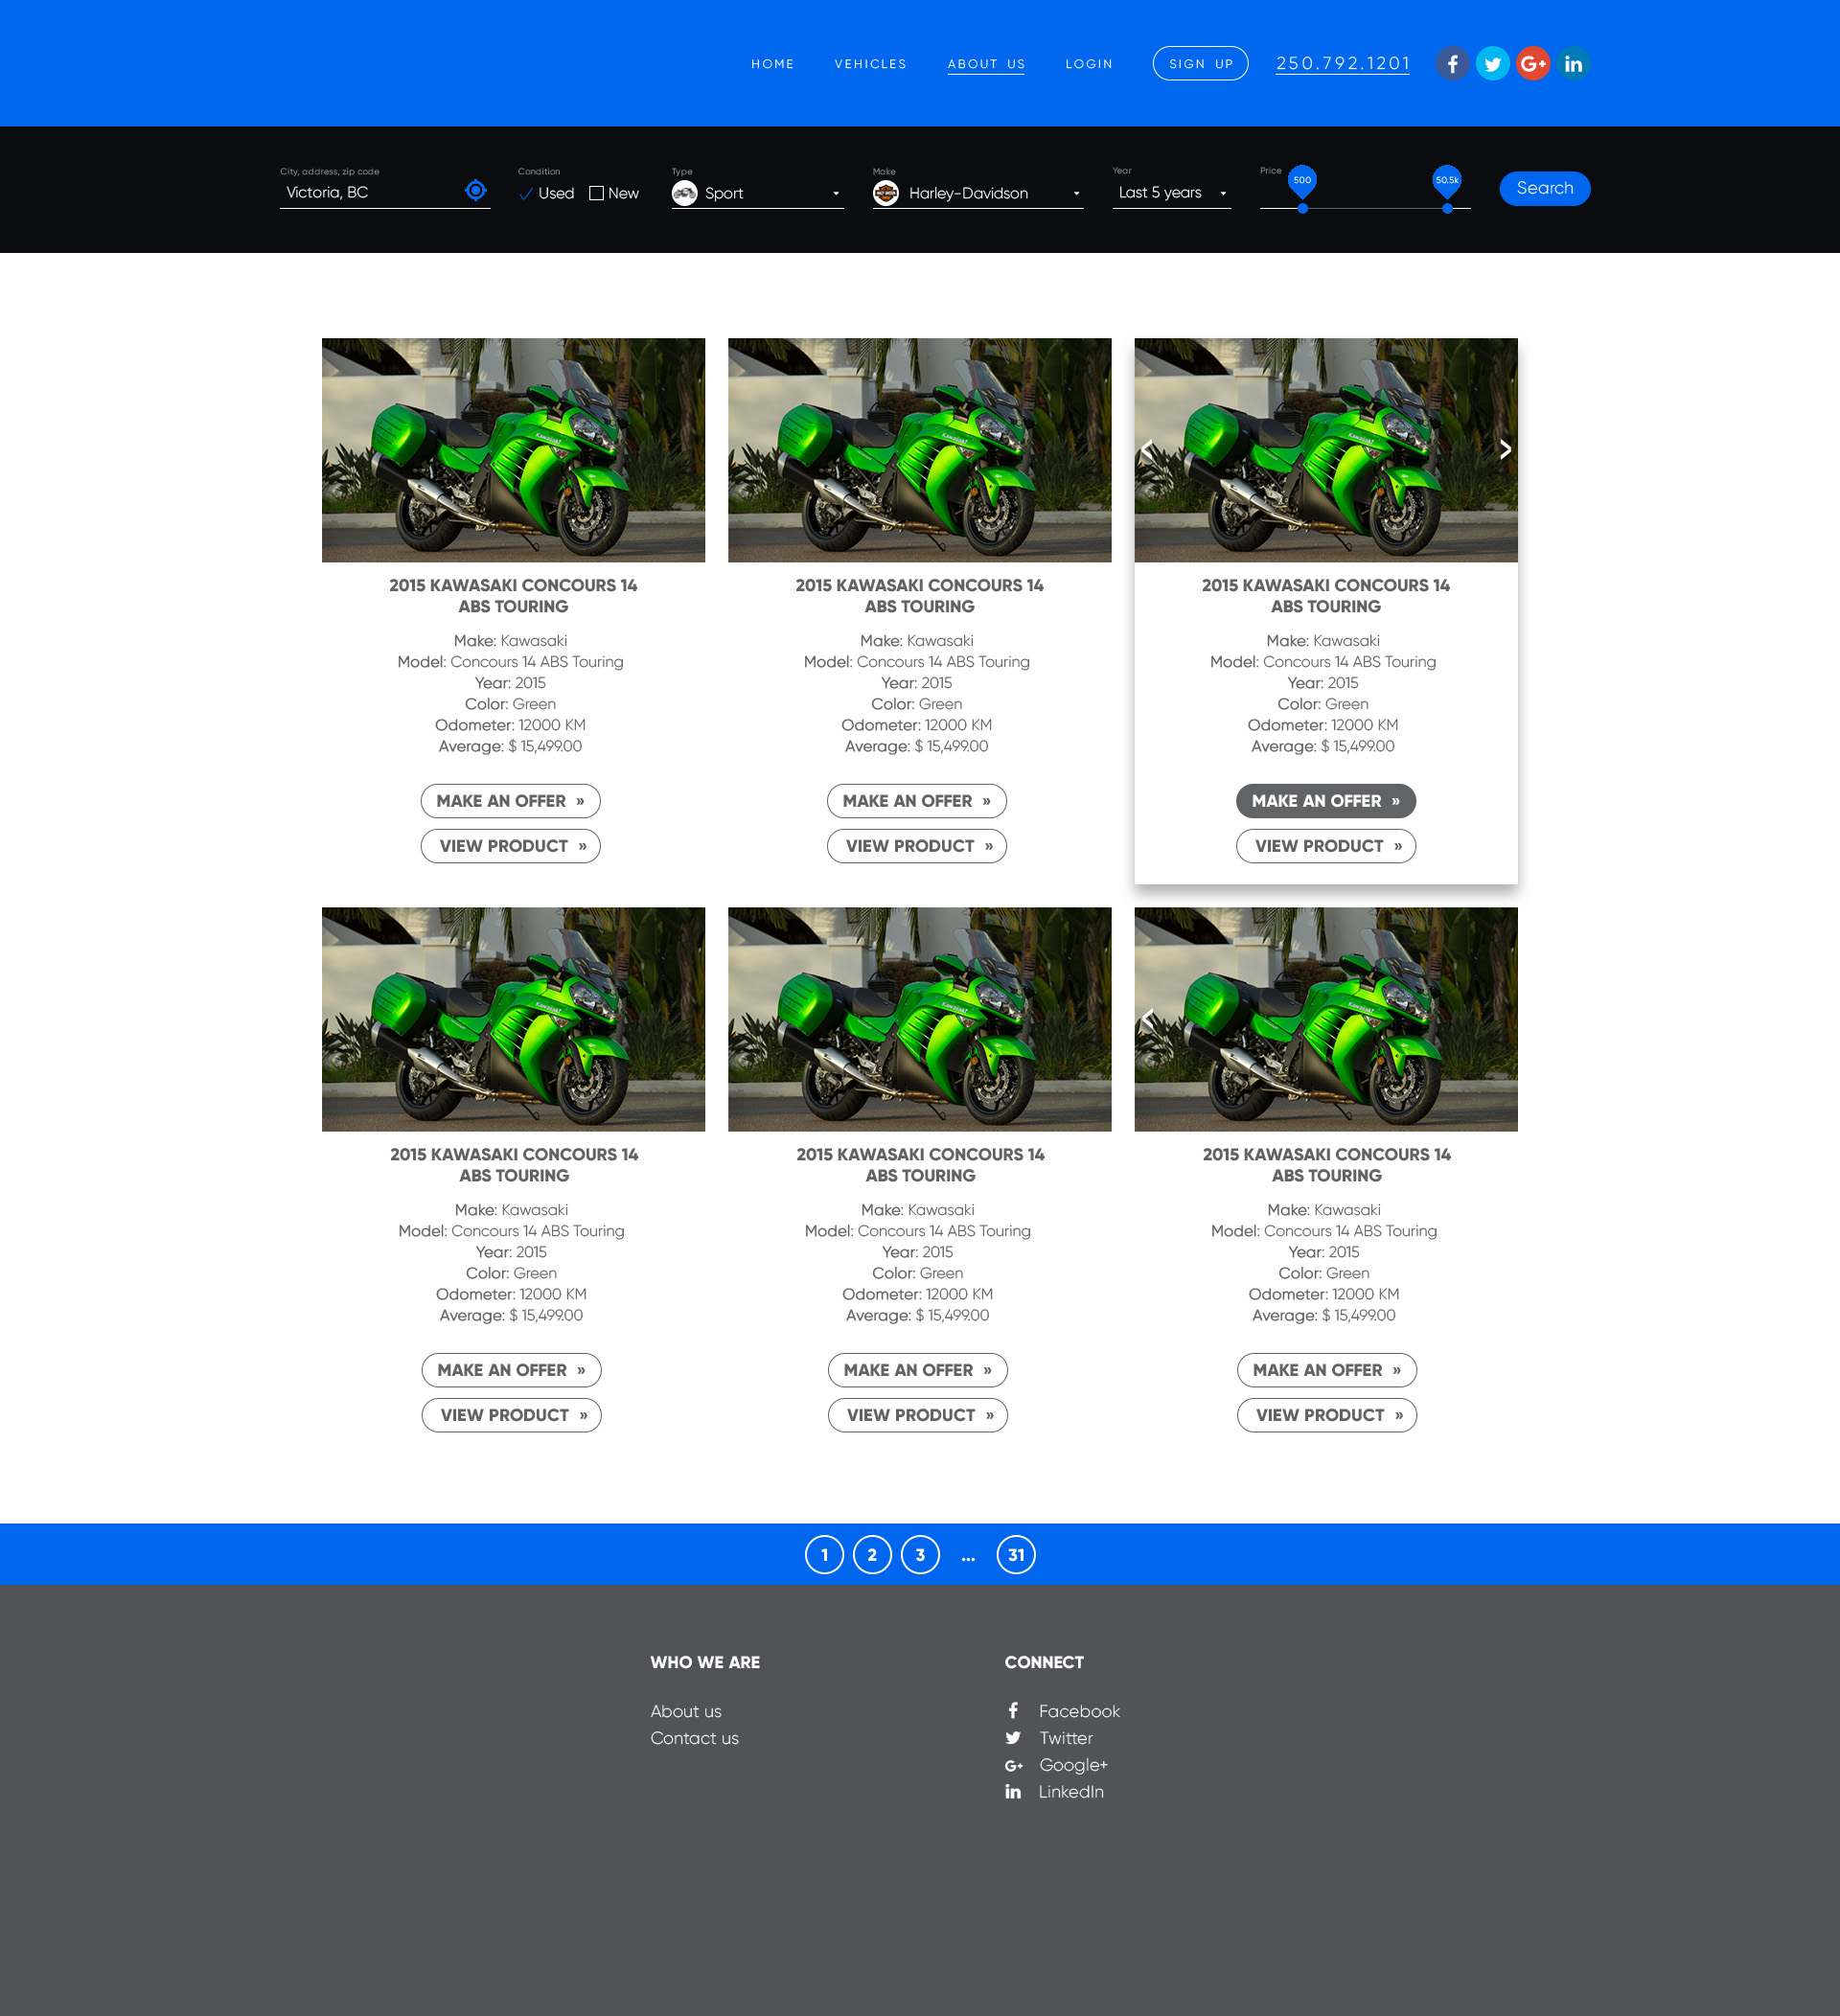 HOME VEHICLES ABOUT US LOGIN SIGN UP 250.792.1201
City, address, zip code Condition Type Make Year Price 500 50.5k
Victoria, BC Used New Sport Harley-Davidson Last 5 years Search
Kawasaki Kawasaki Kawasaki
2015 KAWASAKI CONCOURS 14 2015 KAWASAKI CONCOURS 14 2015 KAWASAKI CONCOURS 14
ABS TOURING ABS TOURING ABS TOURING
Make: Kawasaki Make: Kawasaki Make: Kawasaki
Model: Concours 14 ABS Touring Model: Concours 14 ABS Touring Model: Concours 14 ABS Touring
Year: 2015 Year: 2015 Year: 2015
Color: Green Color: Green Color: Green
Odometer: 12000 KM Odometer: 12000 KM Odometer: 12000 KM
Average: $ 15,499.00 Average: $ 15,499.00 Average: $ 15,499.00
MAKE AN OFFER » MAKE AN OFFER » MAKE AN OFFER »
VIEW PRODUCT » VIEW PRODUCT » VIEW PRODUCT »
Kawasaki Kawasaki Kawasaki
2015 KAWASAKI CONCOURS 14 2015 KAWASAKI CONCOURS 14 2015 KAWASAKI CONCOURS 14
ABS TOURING ABS TOURING ABS TOURING
Make: Kawasaki Make: Kawasaki Make: Kawasaki
Model: Concours 14 ABS Touring Model: Concours 14 ABS Touring Model: Concours 14 ABS Touring
Year: 2015 Year: 2015 Year: 2015
Color: Green Color: Green Color: Green
Odometer: 12000 KM Odometer: 12000 KM Odometer: 12000 KM
Average: $ 15,499.00 Average: $ 15,499.00 Average: $ 15,499.00
MAKE AN OFFER » MAKE AN OFFER » MAKE AN OFFER »
VIEW PRODUCT » VIEW PRODUCT » VIEW PRODUCT »
1 2 3 ... 31
WHO WE ARE CONNECT
About us Facebook
Contact us Twitter
Google+
LinkedIn